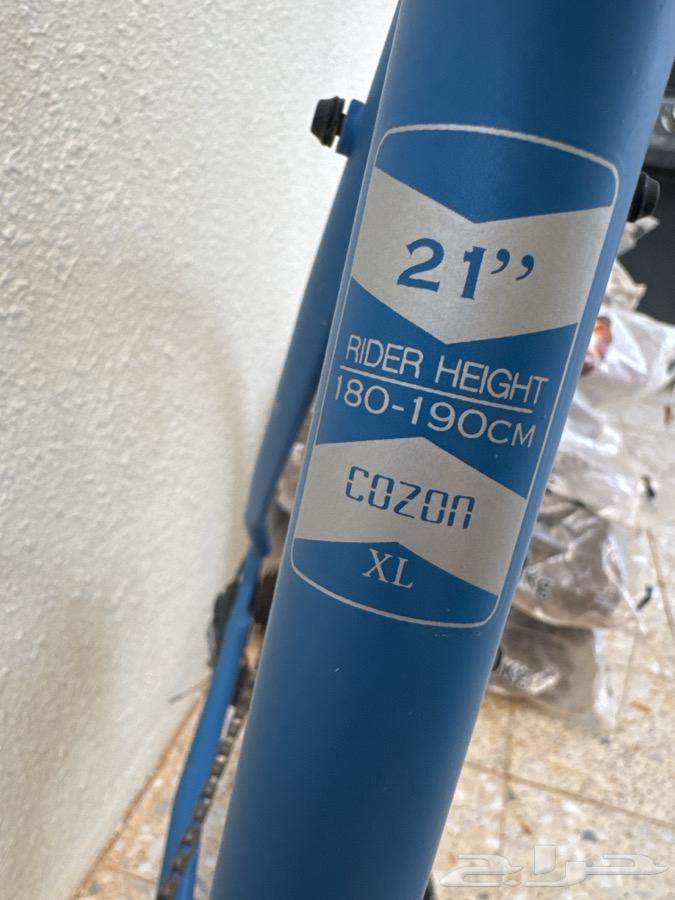 21”
RIDER HEIGHT
180-190CM
COZON
XL
حراج